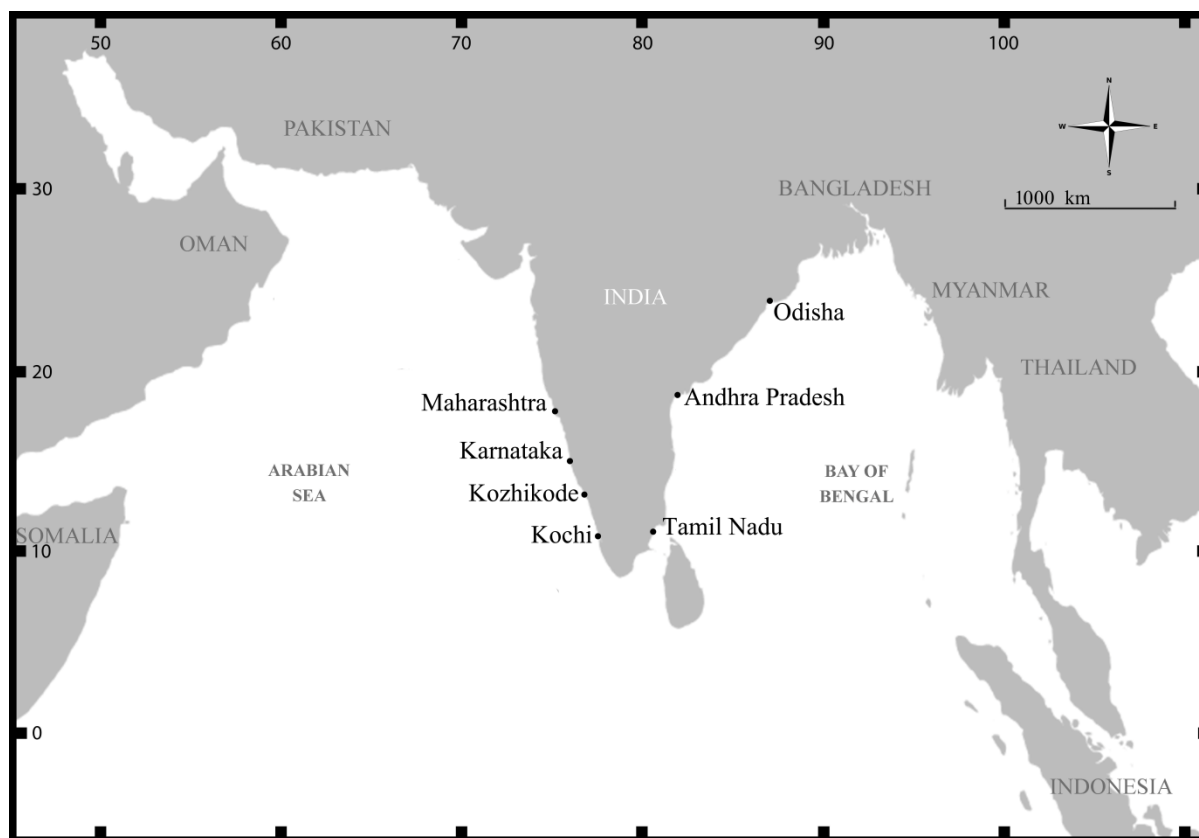 50 60 70 80 90 100
N
W E
S
PAKISTAN
BANGLADESH
30
1000 km
OMAN
INDIA
MYANMAR
Odisha
THAILAND
20
Maharashtra
Andhra Pradesh
Karnataka
ARABIAN
SEA
BAY OF
BENGAL
Kozhikode
SOMALIA
Kochi
Tamil Nadu
10
0
INDONESIA